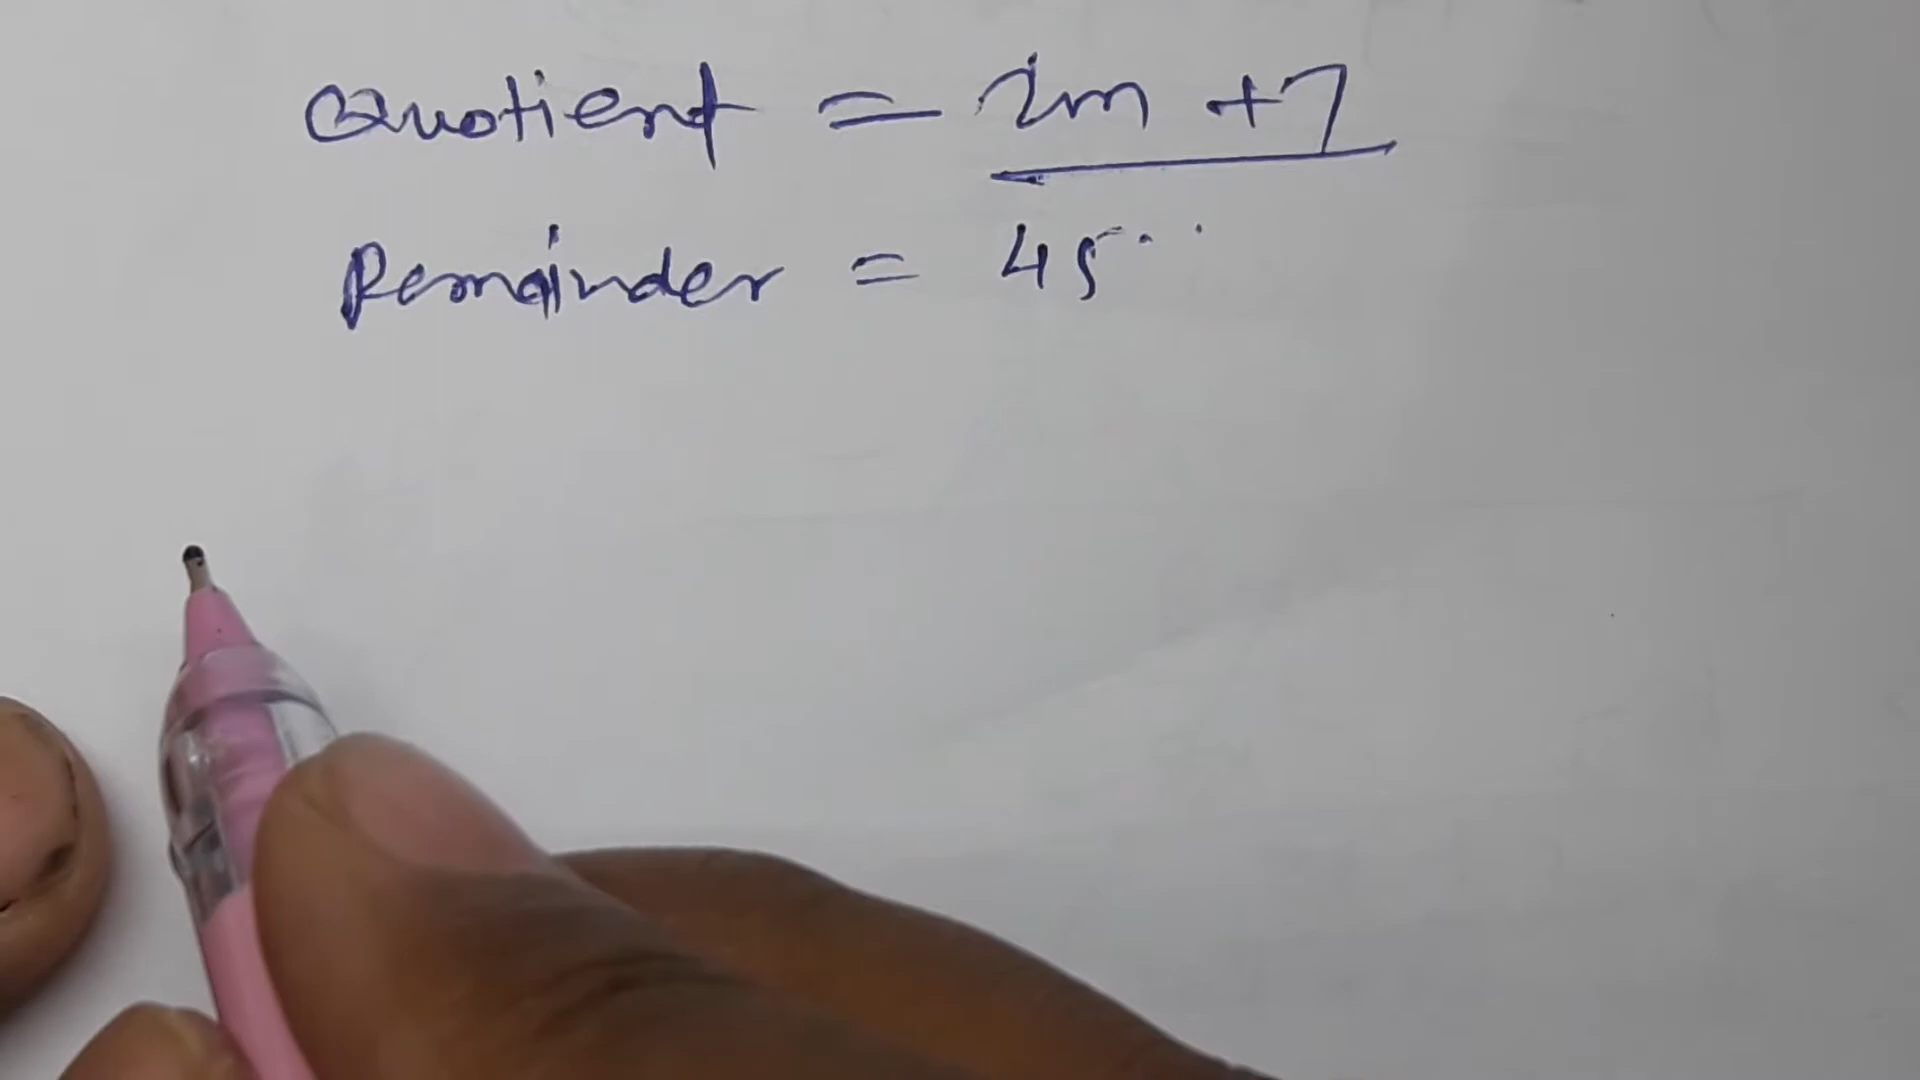 Quotient = 2m + 7
Remainder = 45